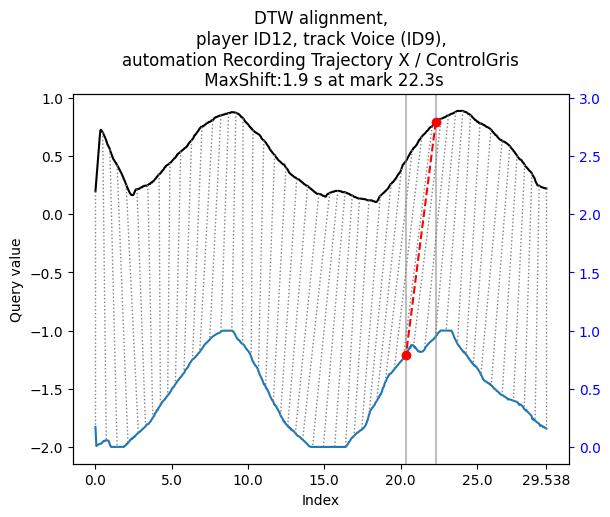 DTW alignment,
player ID12, track Voice (ID9),
automation Recording Trajectory X / ControlGris
MaxShift:1.9 s at mark 22.3s
1.0
0.5
0.0
−0.5
−1.0
−1.5
−2.0
Query value
3.0
2.5
2.0
1.5
1.0
0.5
0.0
0.0 5.0 10.0 15.0 20.0 25.0 29.538
Index